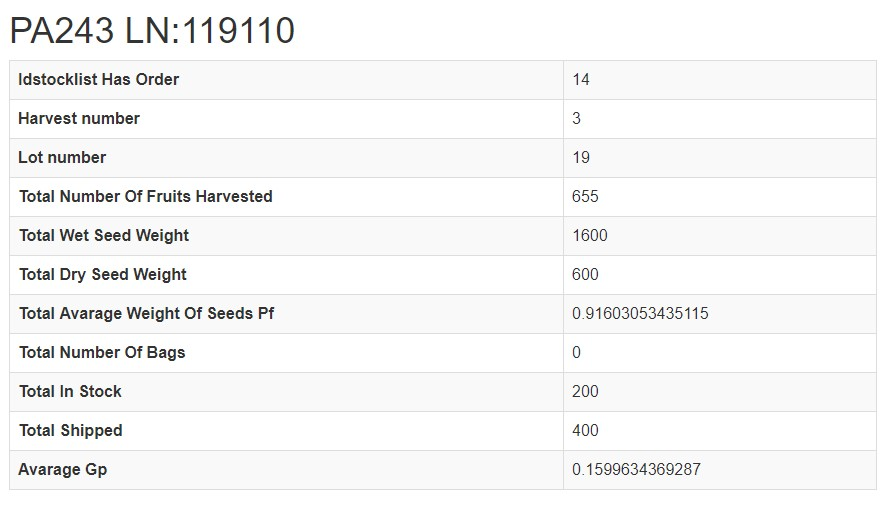 PA243 LN:119110
Idstocklist Has Order 14
Harvest number 3
Lot number 19
Total Number Of Fruits Harvested 655
Total Wet Seed Weight 1600
Total Dry Seed Weight 600
Total Avarage Weight Of Seeds Pf 0.91603053435115
Total Number Of Bags 0
Total In Stock 200
Total Shipped 400
Avarage Gp 0.1599634369287